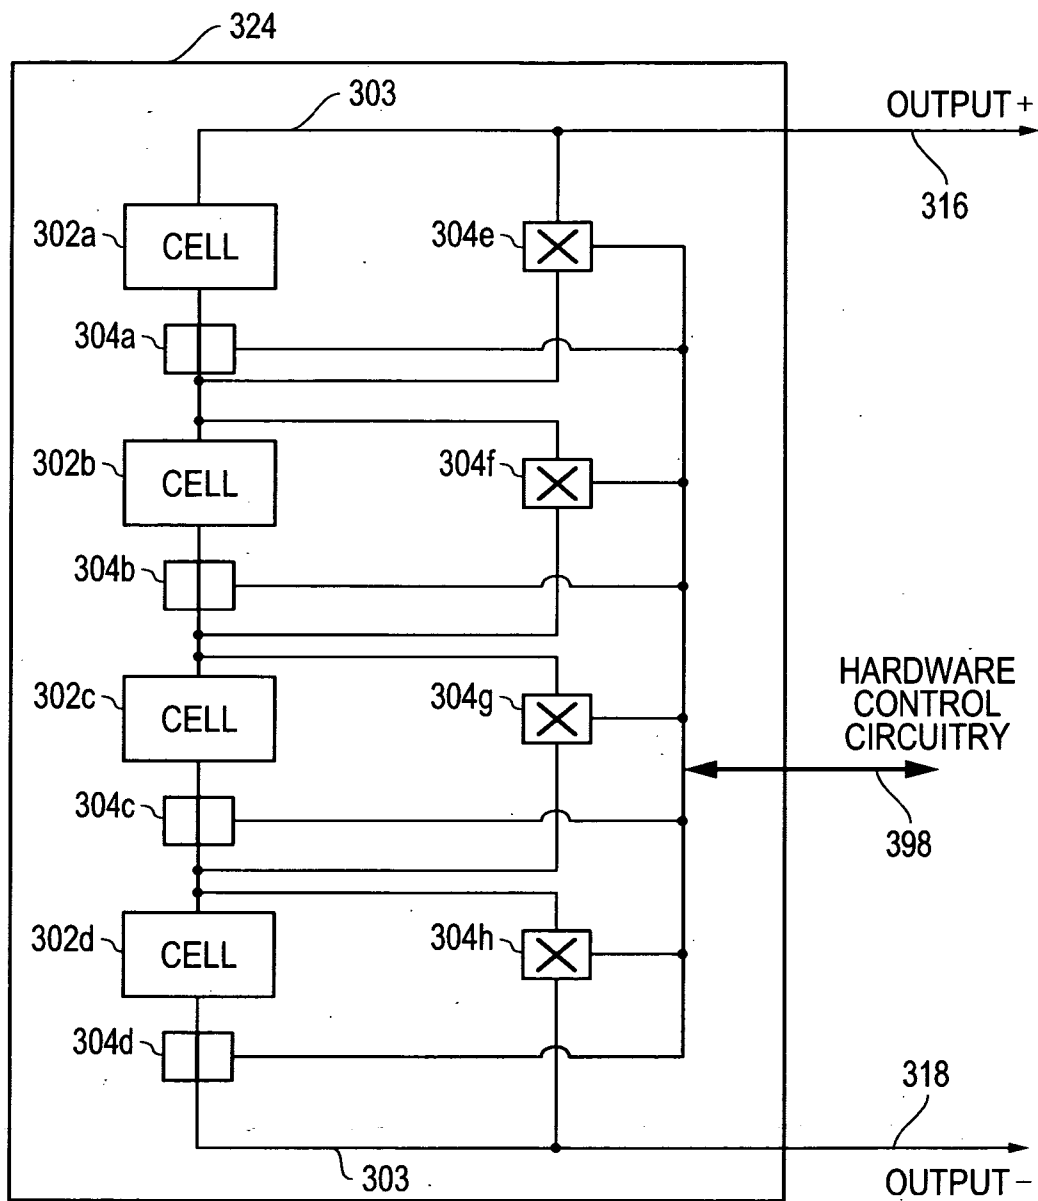 324
303
OUTPUT +
316
302a
CELL
304e
304a
302b
CELL
304f
304b
302c
CELL
304g
HARDWARE
CONTROL
CIRCUITRY
304c
398
302d
CELL
304h
304d
318
303
OUTPUT −